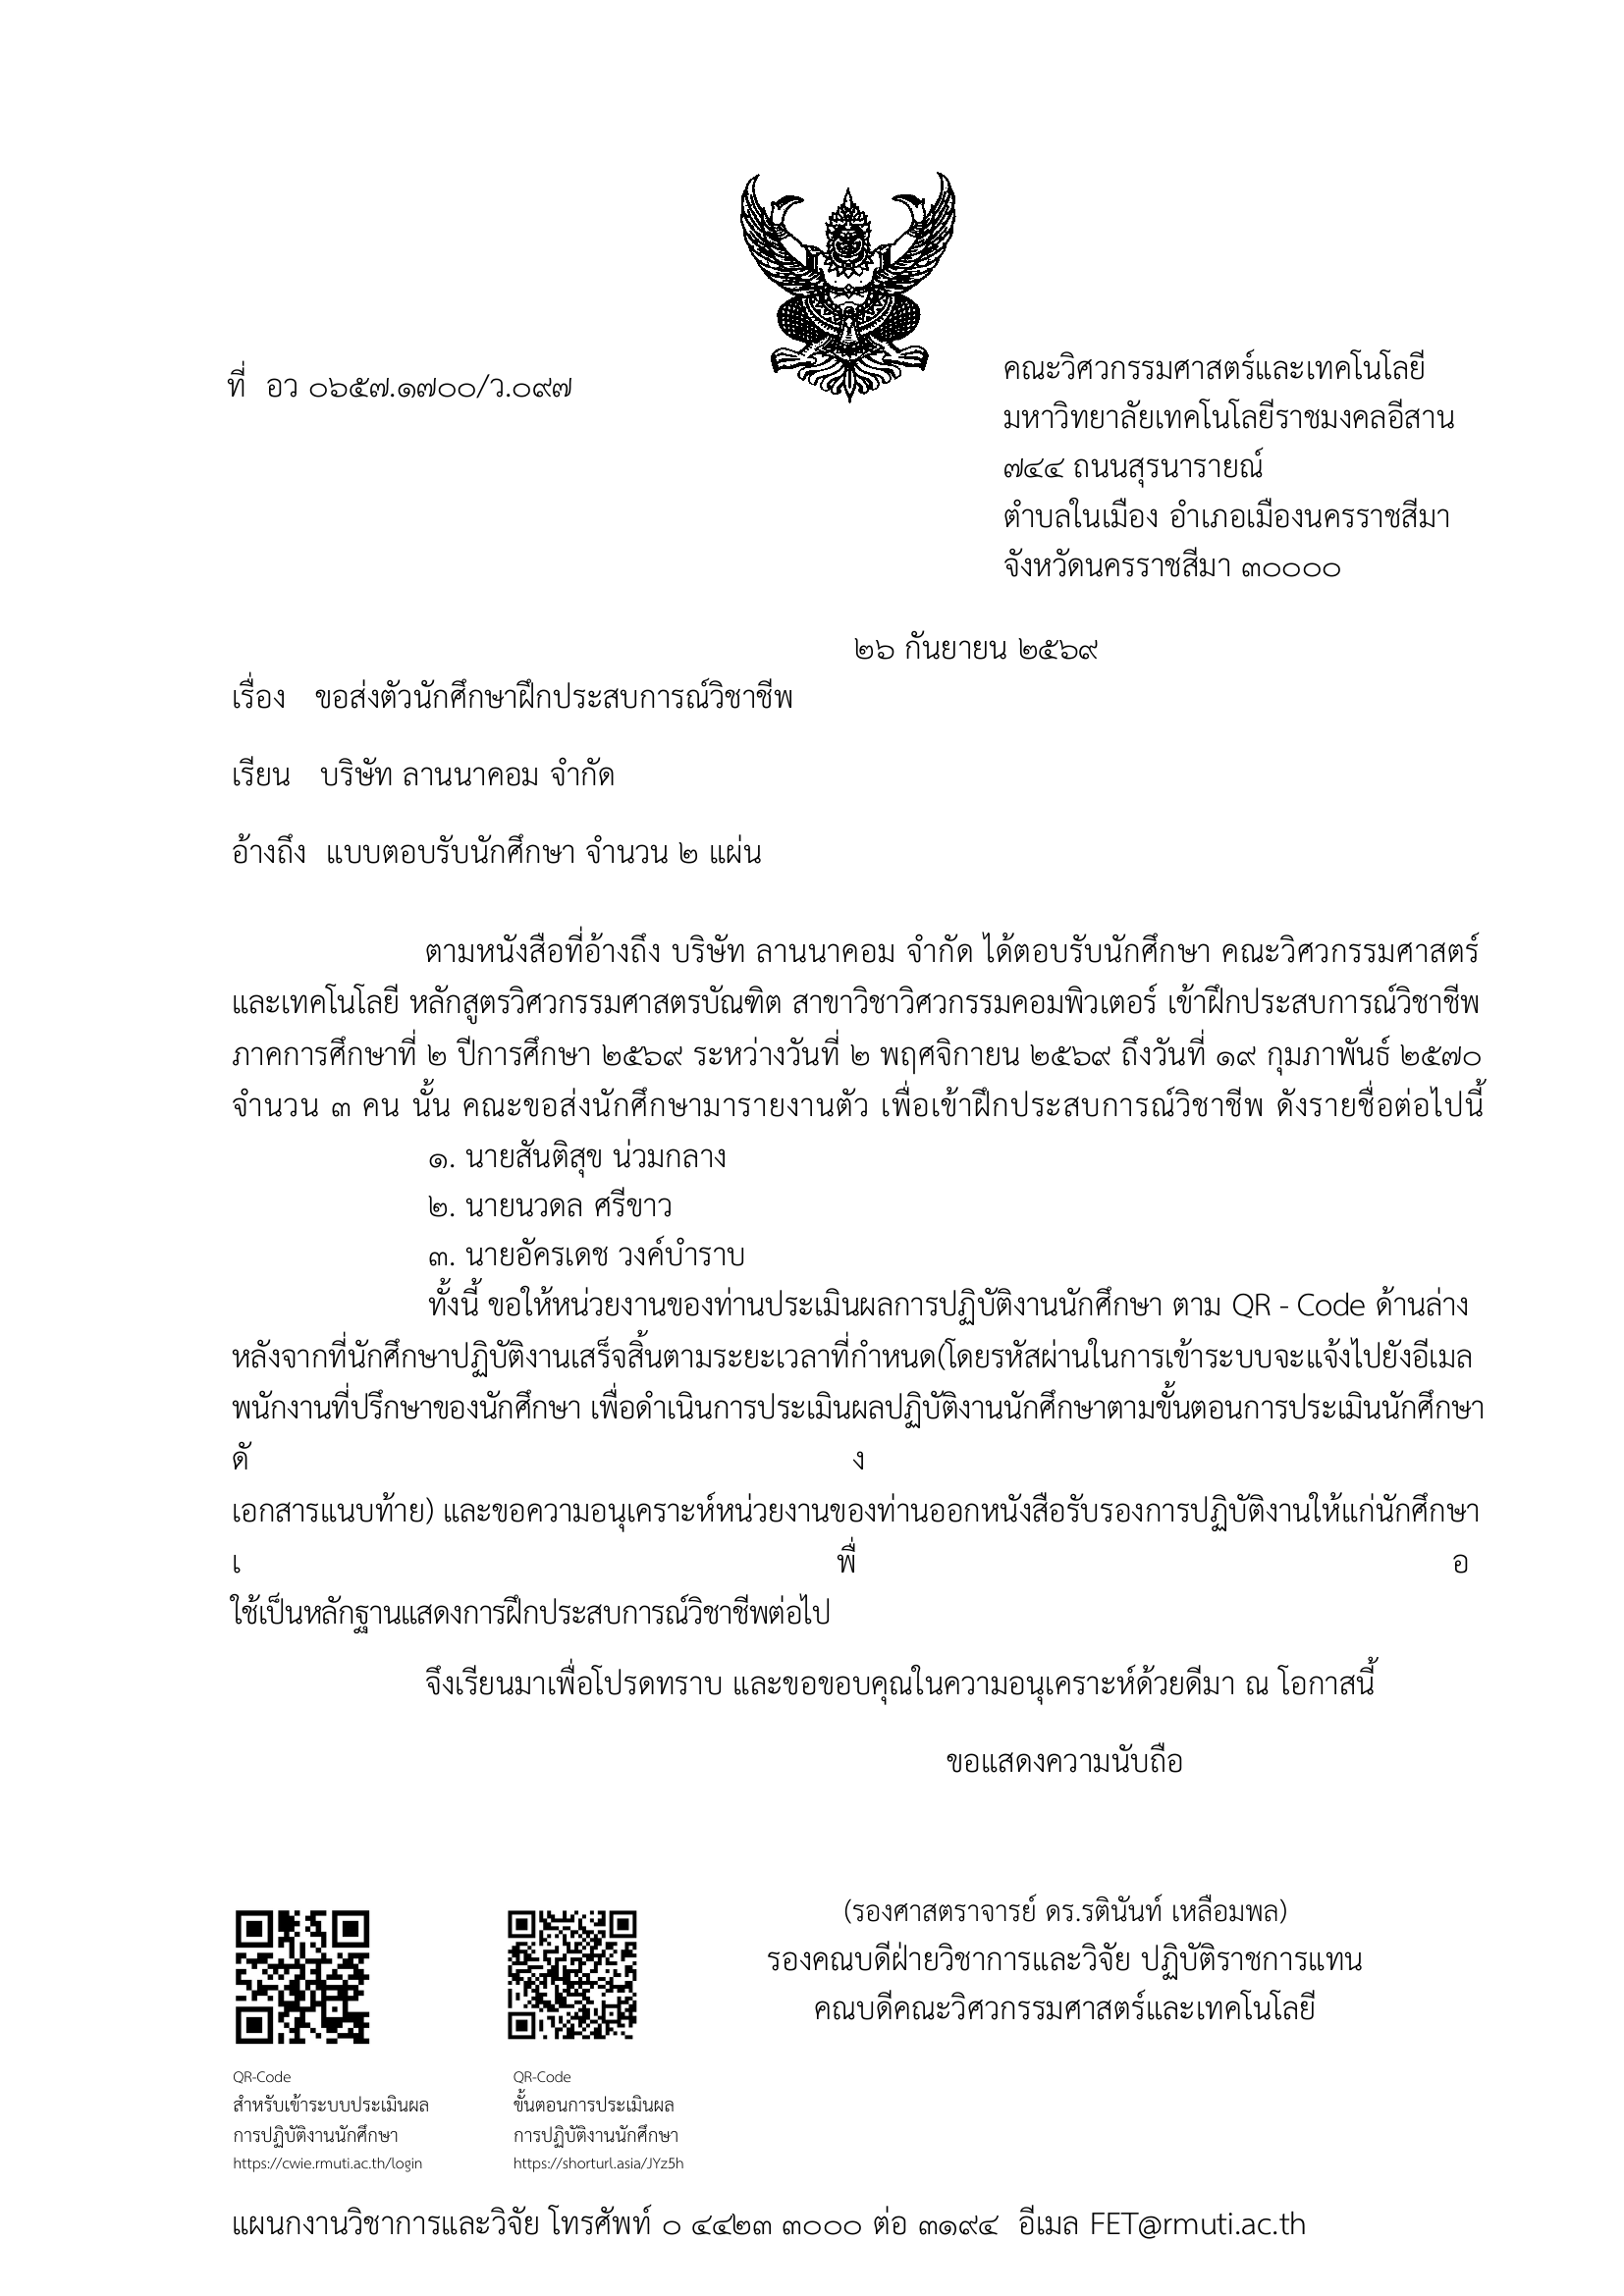 ที่  อว ๐๖๕๗.๑๗๐๐/ว.๐๙๗
คณะวิศวกรรมศาสตร์และเทคโนโลยี
มหาวิทยาลัยเทคโนโลยีราชมงคลอีสาน
๗๔๔ ถนนสุรนารายณ์
ตำบลในเมือง อำเภอเมืองนครราชสีมา
จังหวัดนครราชสีมา ๓๐๐๐๐
๒๖ กันยายน ๒๕๖๙
เรื่อง   ขอส่งตัวนักศึกษาฝึกประสบการณ์วิชาชีพ
เรียน   บริษัท ลานนาคอม จำกัด
อ้างถึง  แบบตอบรับนักศึกษา จำนวน ๒ แผ่น
ตามหนังสือที่อ้างถึง บริษัท ลานนาคอม จำกัด ได้ตอบรับนักศึกษา คณะวิศวกรรมศาสตร์
และเทคโนโลยี หลักสูตรวิศวกรรมศาสตรบัณฑิต สาขาวิชาวิศวกรรมคอมพิวเตอร์ เข้าฝึกประสบการณ์วิชาชีพ
ภาคการศึกษาที่ ๒ ปีการศึกษา ๒๕๖๙ ระหว่างวันที่ ๒ พฤศจิกายน ๒๕๖๙ ถึงวันที่ ๑๙ กุมภาพันธ์ ๒๕๗๐
จำนวน ๓ คน นั้น คณะขอส่งนักศึกษามารายงานตัว เพื่อเข้าฝึกประสบการณ์วิชาชีพ ดังรายชื่อต่อไปนี้
๑. นายสันติสุข น่วมกลาง
๒. นายนวดล ศรีขาว
๓. นายอัครเดช วงค์บำราบ
ทั้งนี้ ขอให้หน่วยงานของท่านประเมินผลการปฏิบัติงานนักศึกษา ตาม QR - Code ด้านล่าง
หลังจากที่นักศึกษาปฏิบัติงานเสร็จสิ้นตามระยะเวลาที่กำหนด(โดยรหัสผ่านในการเข้าระบบจะแจ้งไปยังอีเมล
พนักงานที่ปรึกษาของนักศึกษา เพื่อดำเนินการประเมินผลปฏิบัติงานนักศึกษาตามขั้นตอนการประเมินนักศึกษา
ดั ง
เอกสารแนบท้าย) และขอความอนุเคราะห์หน่วยงานของท่านออกหนังสือรับรองการปฏิบัติงานให้แก่นักศึกษา
เ พื่ อ
ใช้เป็นหลักฐานแสดงการฝึกประสบการณ์วิชาชีพต่อไป
จึงเรียนมาเพื่อโปรดทราบ และขอขอบคุณในความอนุเคราะห์ด้วยดีมา ณ โอกาสนี้
ขอแสดงความนับถือ
(รองศาสตราจารย์ ดร.รตินันท์ เหลือมพล)
รองคณบดีฝ่ายวิชาการและวิจัย ปฏิบัติราชการแทน
คณบดีคณะวิศวกรรมศาสตร์และเทคโนโลยี
QR-Code
สำหรับเข้าระบบประเมินผล
การปฏิบัติงานนักศึกษา
https://cwie.rmuti.ac.th/login
QR-Code
ขั้นตอนการประเมินผล
การปฏิบัติงานนักศึกษา
https://shorturl.asia/JYz5h
แผนกงานวิชาการและวิจัย โทรศัพท์ ๐ ๔๔๒๓ ๓๐๐๐ ต่อ ๓๑๙๔  อีเมล FET@rmuti.ac.th